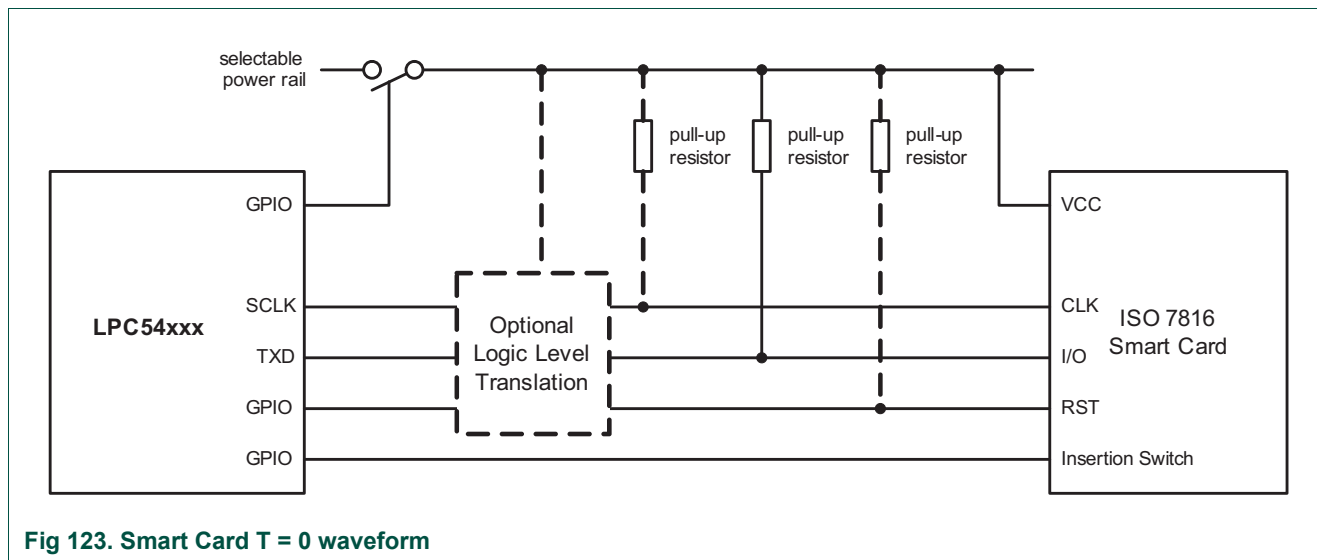 selectable
power rail
pull-up
resistor
pull-up
resistor
pull-up
resistor
GPIO
VCC
SCLK
CLK
LPC54xxx
Optional
Logic Level
Translation
ISO 7816
Smart Card
TXD
I/O
GPIO
RST
GPIO
Insertion Switch
Fig 123. Smart Card T = 0 waveform